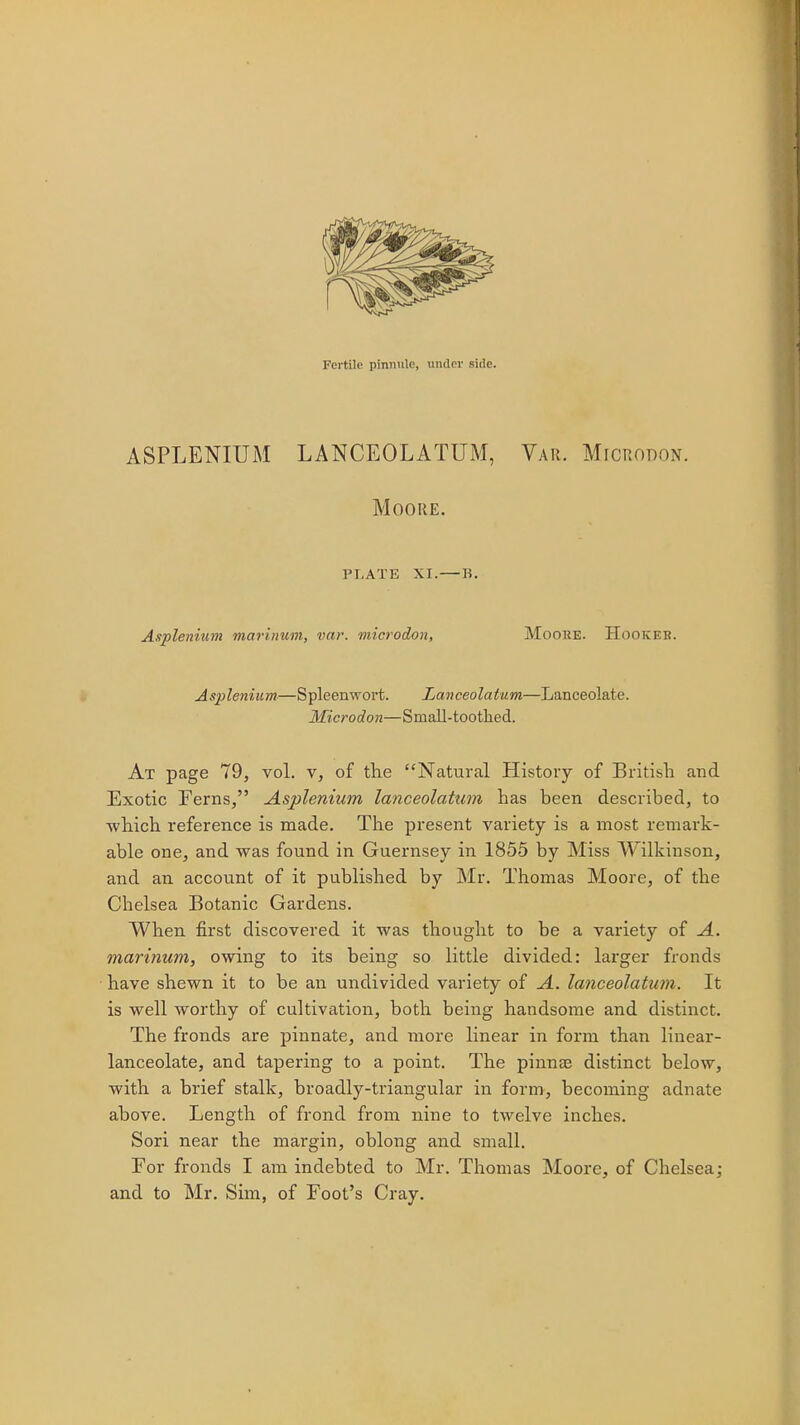 Fertile pinnule, under side.
ASPLENIUM LANCEOLATUM, VAR. MICRODON.
MOORE.
PLATE XI.—B.
Asplenium marinum, var. microdon, MOORE. HOOKER.
Asplenium—Spleenwort. Lanceolatum—Lanceolate.
Microdon—Small-toothed.
AT page 79, vol. v, of the “Natural History of British and
Exotic Ferns,” Asplenium lanceolatum has been described, to
which reference is made. The present variety is a most remark-
able one, and was found in Guernsey in 1855 by Miss Wilkinson,
and an account of it published by Mr. Thomas Moore, of the
Chelsea Botanic Gardens.
When first discovered it was thought to be a variety of A.
marinum, owing to its being so little divided: larger fronds
have shewn it to be an undivided variety of A. lanceolatum. It
is well worthy of cultivation, both being handsome and distinct.
The fronds are pinnate, and more linear in form than linear-
lanceolate, and tapering to a point. The pinnæ distinct below,
with a brief stalk, broadly-triangular in form, becoming adnate
above. Length of frond from nine to twelve inches.
Sori near the margin, oblong and small.
For fronds I am indebted to Mr. Thomas Moore, of Chelsea;
and to Mr. Sim, of Foot’s Cray.